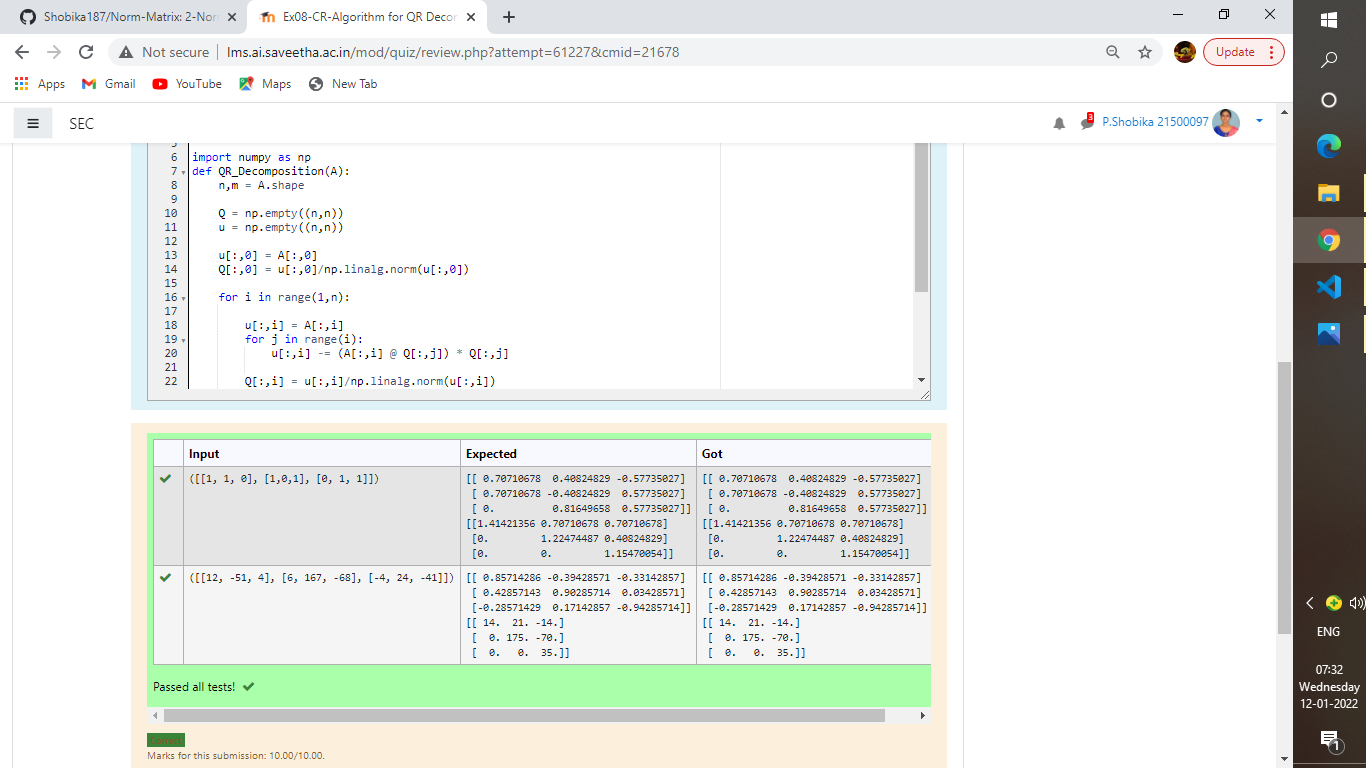 Shobika187/Norm-Matrix: 2-Nor
Ex08-CR-Algorithm for QR Decor
Not secure
lms.ai.saveetha.ac.in/mod/quiz/review.php?attempt=61227&cmid=21678
Update
Apps
Gmail
YouTube
Maps
New Tab
SEC
3
P.Shobika 21500097
5
6 import numpy as np
7 def QR_Decomposition(A):
8 n,m = A.shape
9
10 Q = np.empty((n,n))
11 u = np.empty((n,n))
12
13 u[:,0] = A[:,0]
14 Q[:,0] = u[:,0]/np.linalg.norm(u[:,0])
15
16 for i in range(1,n):
17
18 u[:,i] = A[:,i]
19 for j in range(i):
20 u[:,i] -= (A[:,i] @ Q[:,j]) * Q[:,j]
21
22 Q[:,i] = u[:,i]/np.linalg.norm(u[:,i])
Input Expected Got
([[1, 1, 0], [1,0,1], [0, 1, 1]])
[[ 0.70710678 0.40824829 -0.57735027]
[ 0.70710678 -0.40824829 0.57735027]
[ 0. 0.81649658 0.57735027]]
[[1.41421356 0.70710678 0.70710678]
[0. 1.22474487 0.40824829]
[0. 0. 1.15470054]]
[[ 0.70710678 0.40824829 -0.57735027]
[ 0.70710678 -0.40824829 0.57735027]
[ 0. 0.81649658 0.57735027]]
[[1.41421356 0.70710678 0.70710678]
[0. 1.22474487 0.40824829]
[0. 0. 1.15470054]]
([[12, -51, 4], [6, 167, -68], [-4, 24, -41]])
[[ 0.85714286 -0.39428571 -0.33142857]
[ 0.42857143 0.90285714 0.03428571]
[-0.28571429 0.17142857 -0.94285714]]
[[ 14. 21. -14.]
[ 0. 175. -70.]
[ 0. 0. 35.]]
[[ 0.85714286 -0.39428571 -0.33142857]
[ 0.42857143 0.90285714 0.03428571]
[-0.28571429 0.17142857 -0.94285714]]
[[ 14. 21. -14.]
[ 0. 175. -70.]
[ 0. 0. 35.]]
Passed all tests!
Marks for this submission: 10.00/10.00.
ENG
07:32
Wednesday
12-01-2022
1